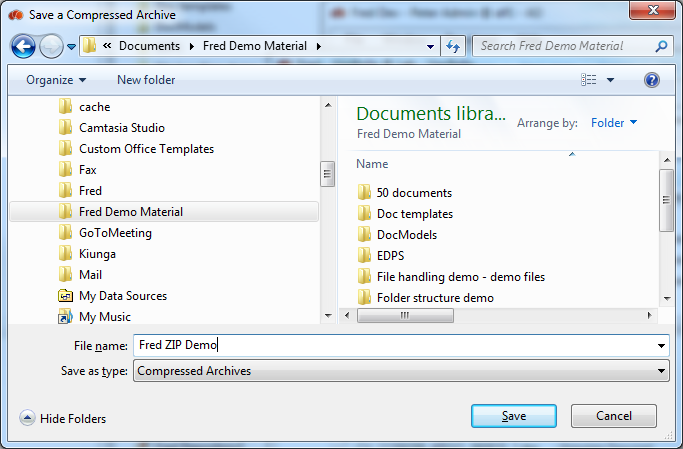 Save a Compressed Archive
« Documents ▸ Fred Demo Material ▸
Search Fred Demo Material
Organize ▾ New folder
cache
Camtasia Studio
Custom Office Templates
Fax
Fred
Fred Demo Material
GoToMeeting
Kiunga
Mail
My Data Sources
My Music
Documents libra...
Fred Demo Material
Arrange by: Folder ▾
Name
50 documents
Doc templates
DocModels
EDPS
File handling demo - demo files
Folder structure demo
File name: Fred ZIP Demo
Save as type: Compressed Archives
Hide Folders
Save Cancel